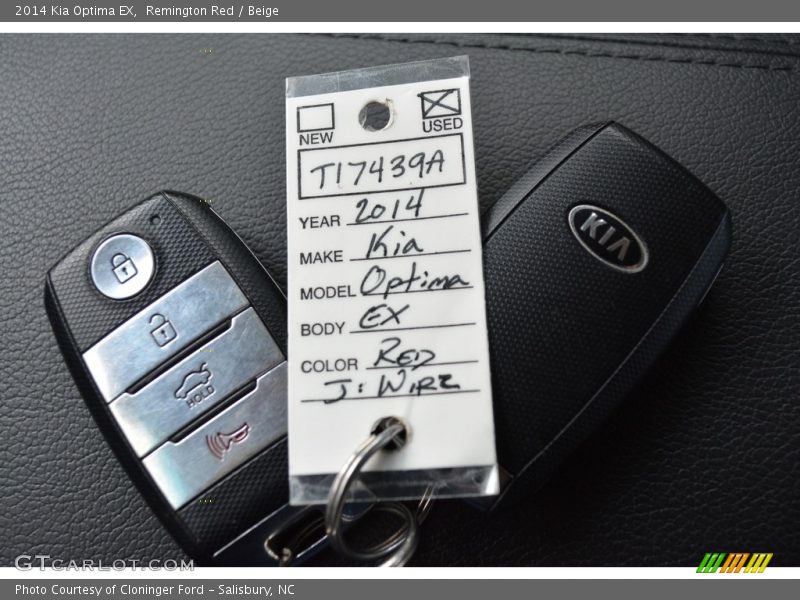 2014 Kia Optima EX,  Remington Red / Beige
NEW
USED
T17439A
YEAR 2014
MAKE Kia
MODEL Optima
BODY EX
COLOR RED
J. WIRZ
KIA
HOLD
GTCARLOT.COM
Photo Courtesy of Cloninger Ford – Salisbury, NC